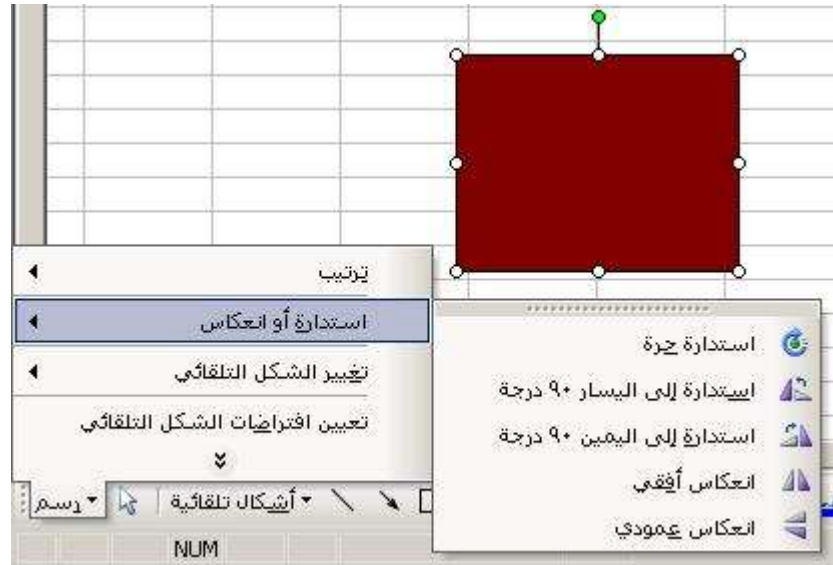 ترتيب
استدارة أو انعكاس
تغيير الشكل التلقائي
تعيين افتراضات الشكل التلقائي
استدارة حرة
استدارة إلى اليسار ٩٠ درجة
استدارة إلى اليمين ٩٠ درجة
انعكاس أفقي
انعكاس عمودي
رسم
أشكال تلقائية
NUM